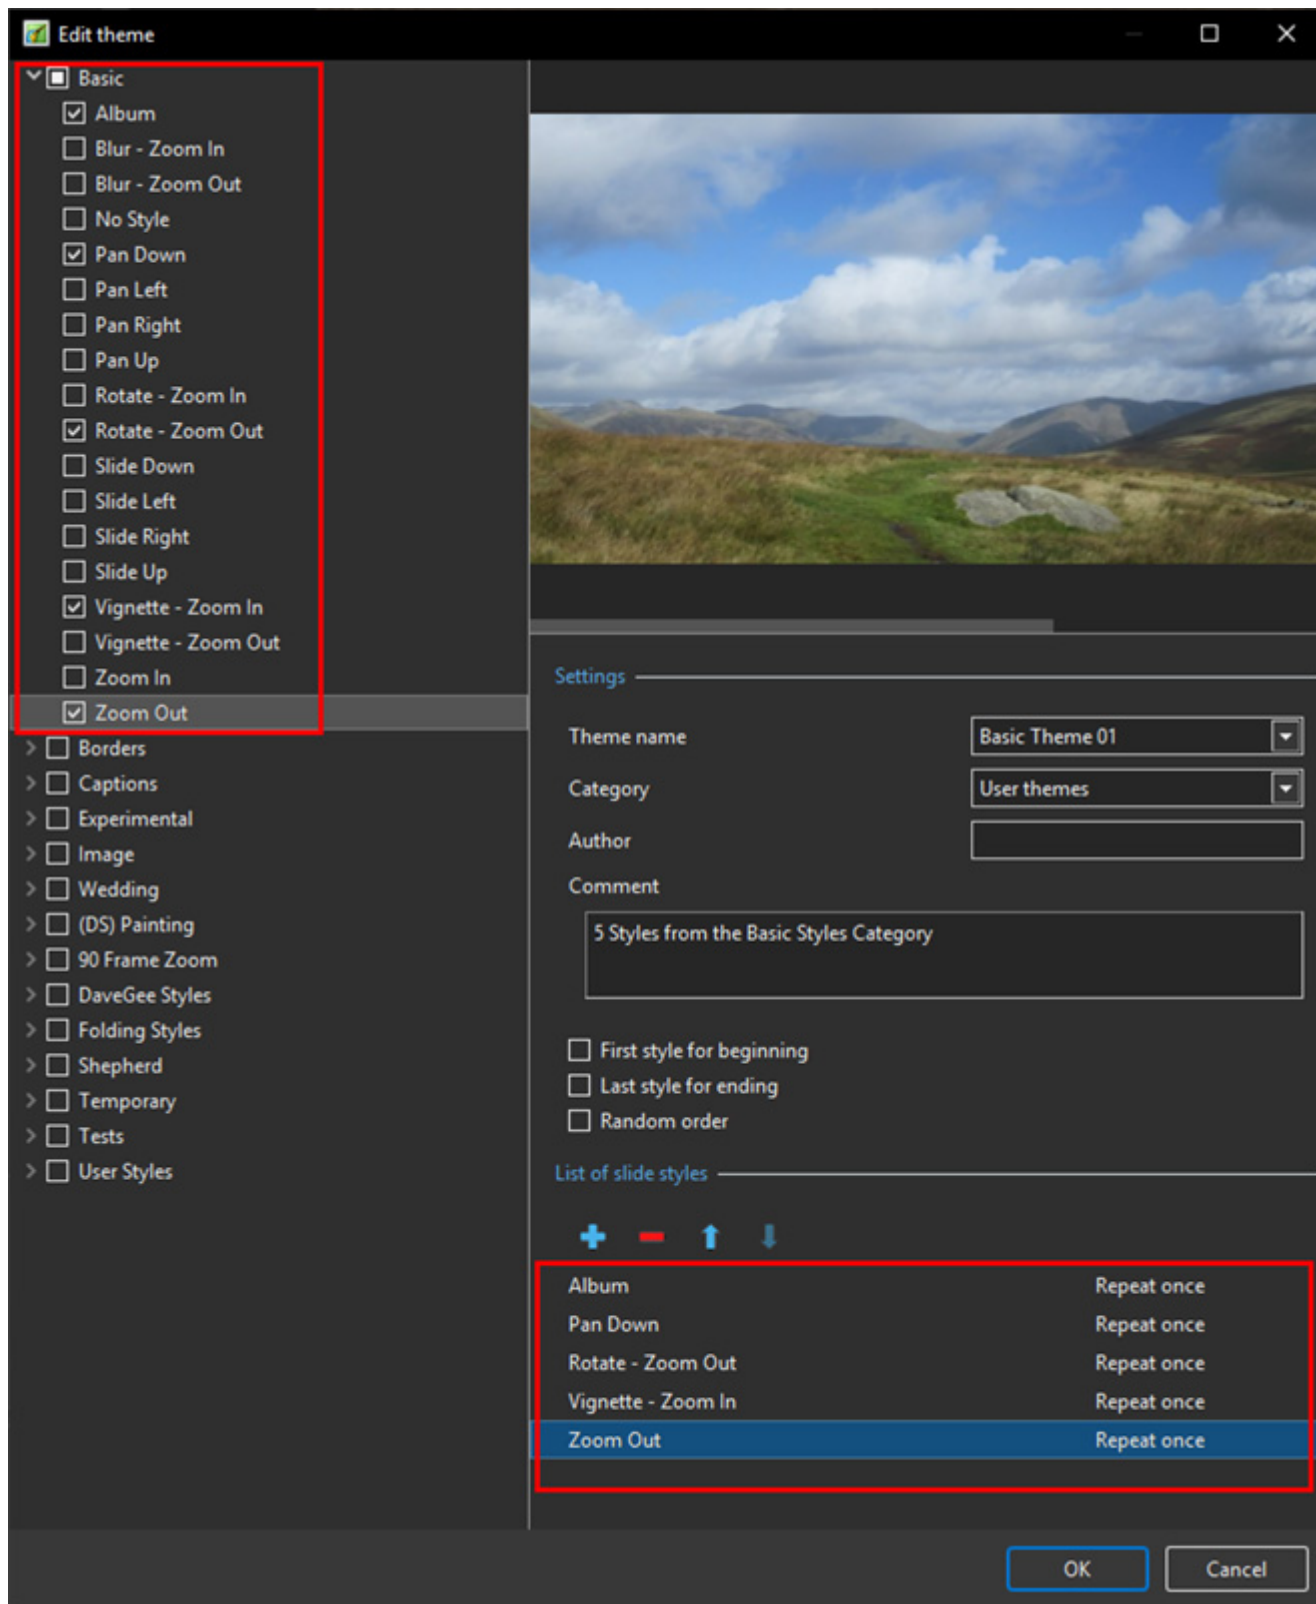 Edit theme
Basic
Album
Blur - Zoom In
Blur - Zoom Out
No Style
Pan Down
Pan Left
Pan Right
Pan Up
Rotate - Zoom In
Rotate - Zoom Out
Slide Down
Slide Left
Slide Right
Slide Up
Vignette - Zoom In
Vignette - Zoom Out
Zoom In
Zoom Out
Borders
Captions
Experimental
Image
Wedding
(DS) Painting
90 Frame Zoom
DaveGee Styles
Folding Styles
Shepherd
Temporary
Tests
User Styles
Settings
Theme name Basic Theme 01
Category User themes
Author
Comment
5 Styles from the Basic Styles Category
First style for beginning
Last style for ending
Random order
List of slide styles
Album Repeat once
Pan Down Repeat once
Rotate - Zoom Out Repeat once
Vignette - Zoom In Repeat once
Zoom Out Repeat once
OK Cancel